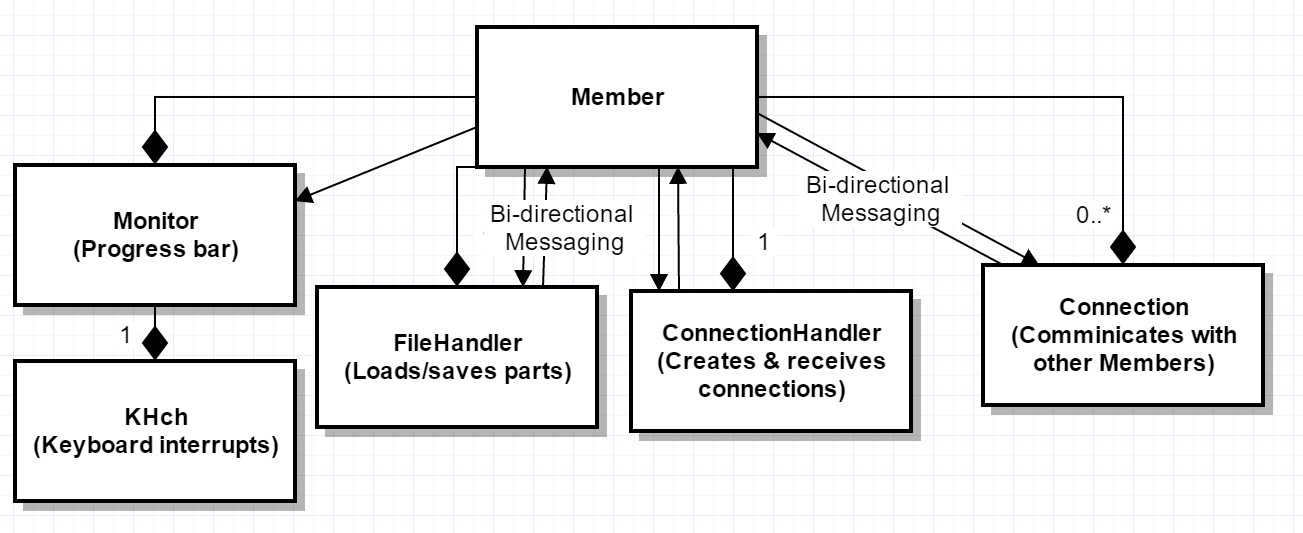 Member
Monitor
(Progress bar)
1
KHch
(Keyboard interrupts)
Bi-directional
Messaging
FileHandler
(Loads/saves parts)
1
ConnectionHandler
(Creates & receives
connections)
Bi-directional
Messaging
0..*
Connection
(Comminicates with
other Members)